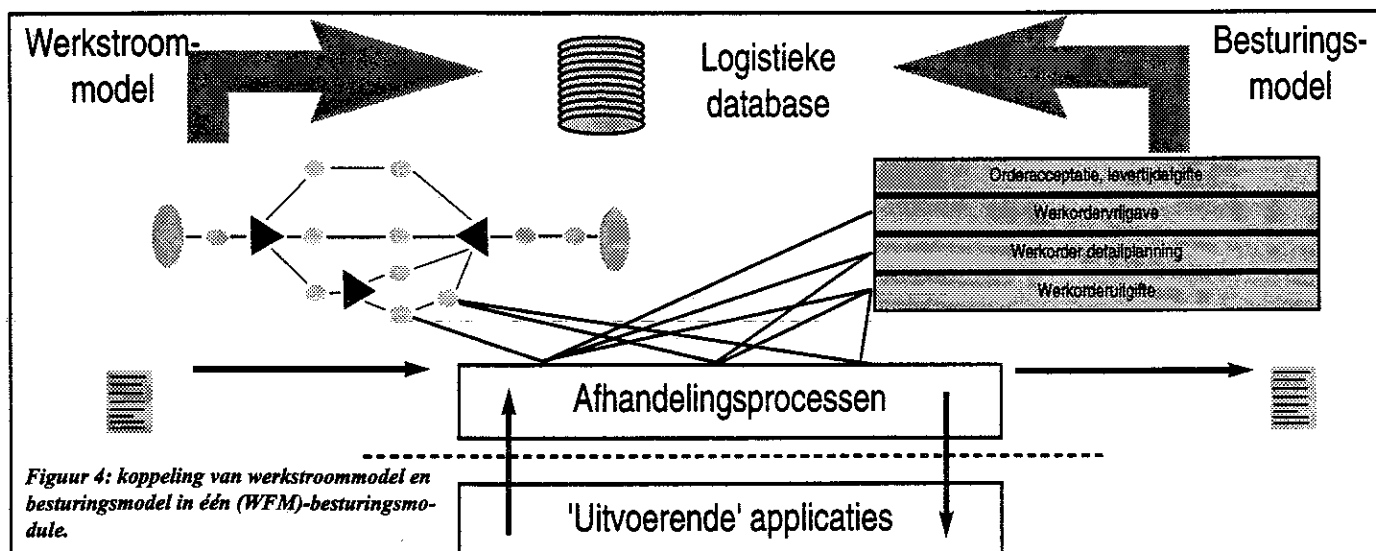 Werkstroom-
model
Logistieke
database
Besturings-
model
Orderacceptatie, levertijdafgifte
Werkordervrijgave
Werkorder detailplanning
Werkorderuitgifte
Afhandelingsprocessen
Figuur 4: koppeling van werkstroommodel en
besturingsmodel in één (WFM)-besturingsmo-
dule.
'Uitvoerende' applicaties